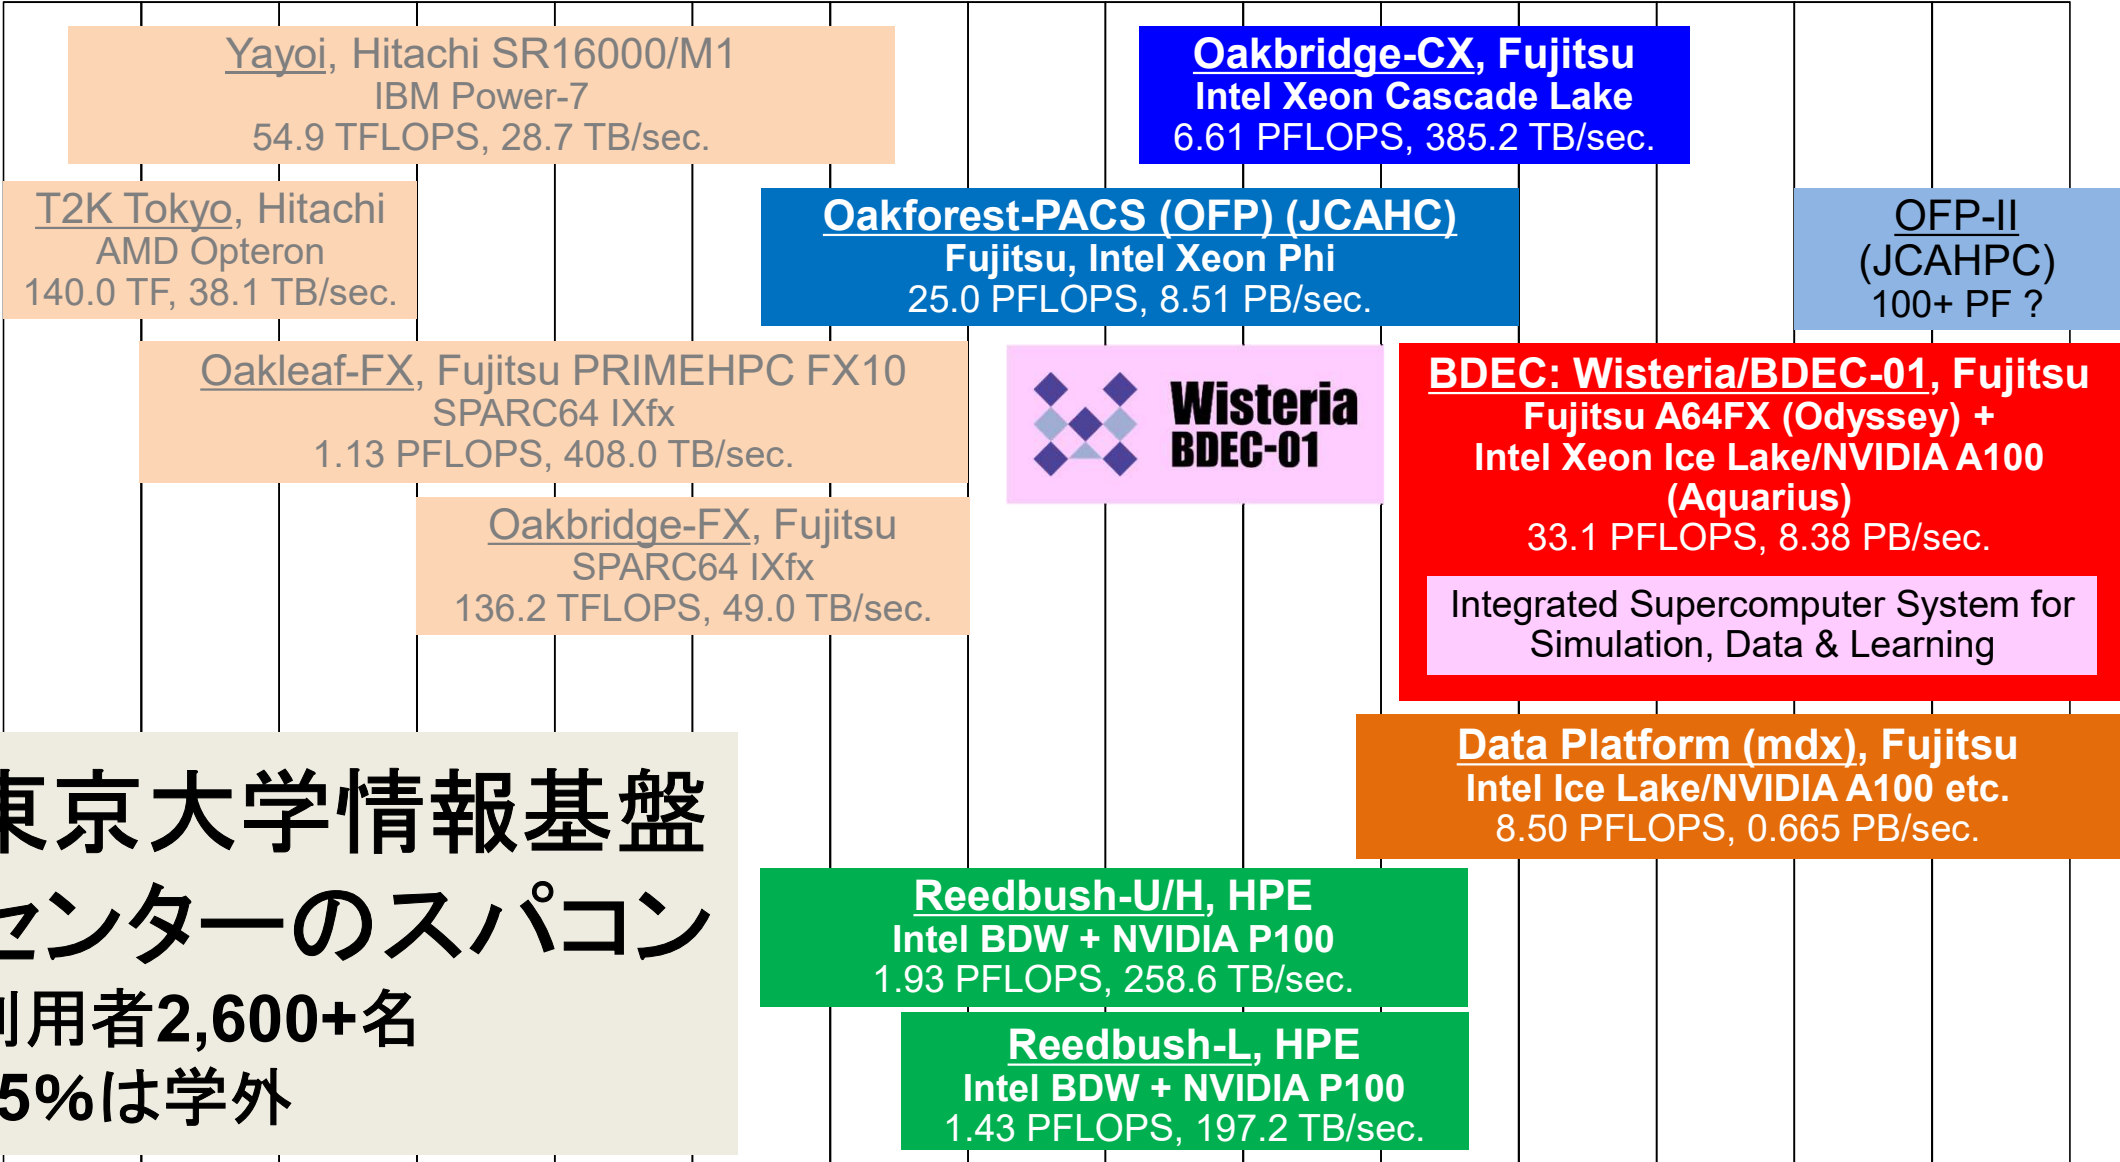 Yayoi, Hitachi SR16000/M1
IBM Power-7
54.9 TFLOPS, 28.7 TB/sec.
Oakbridge-CX, Fujitsu
Intel Xeon Cascade Lake
6.61 PFLOPS, 385.2 TB/sec.
T2K Tokyo, Hitachi
AMD Opteron
140.0 TF, 38.1 TB/sec.
Oakforest-PACS (OFP) (JCAHC)
Fujitsu, Intel Xeon Phi
25.0 PFLOPS, 8.51 PB/sec.
OFP-II
(JCAHPC)
100+ PF ?
Oakleaf-FX, Fujitsu PRIMEHPC FX10
SPARC64 IXfx
1.13 PFLOPS, 408.0 TB/sec.
Wisteria
BDEC-01
BDEC: Wisteria/BDEC-01, Fujitsu
Fujitsu A64FX (Odyssey) +
Intel Xeon Ice Lake/NVIDIA A100
(Aquarius)
33.1 PFLOPS, 8.38 PB/sec.
Integrated Supercomputer System for
Simulation, Data & Learning
Oakbridge-FX, Fujitsu
SPARC64 IXfx
136.2 TFLOPS, 49.0 TB/sec.
Data Platform (mdx), Fujitsu
Intel Ice Lake/NVIDIA A100 etc.
8.50 PFLOPS, 0.665 PB/sec.
東京大学情報基盤
センターのスパコン
利用者2,600+名
5%は学外
Reedbush-U/H, HPE
Intel BDW + NVIDIA P100
1.93 PFLOPS, 258.6 TB/sec.
Reedbush-L, HPE
Intel BDW + NVIDIA P100
1.43 PFLOPS, 197.2 TB/sec.